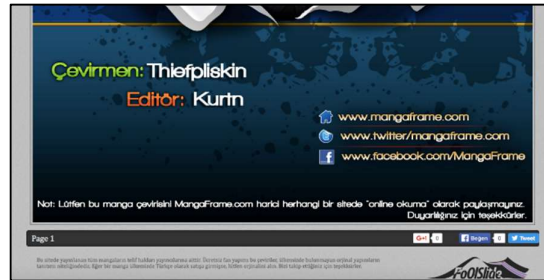 Çevirmen: Thiefpliskin
Editör: Kurtn
www.mangaframe.com
www.twitter/mangaframe.com
www.facebook.com/MangaFrame
Not: Lütfen bu manga çevirisini MangaFrame.com harici herhangi bir sitede "online okuma" olarak paylaşmayınız.
Duyarlılığınız için teşekkürler.
Page 1
G+1 0 Beğen 0 Tweet
FoOlSlide